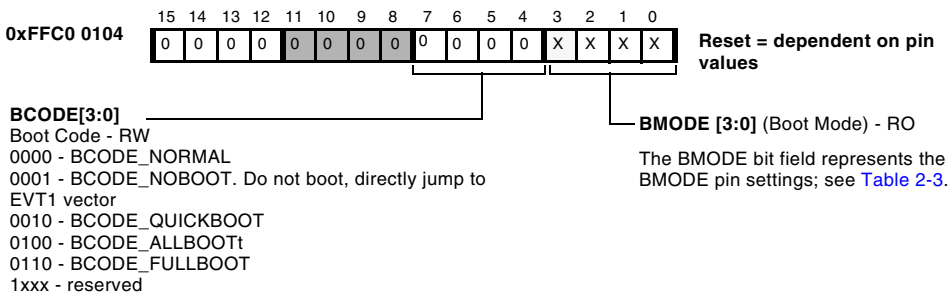 15 14 13 12 11 10 9 8 7 6 5 4 3 2 1 0
0xFFC0 0104
0 0 0 0 0 0 0 0 0 0 0 0 X X X X
Reset = dependent on pin
values
BCODE[3:0]
Boot Code - RW
0000 - BCODE_NORMAL
0001 - BCODE_NOBOOT. Do not boot, directly jump to
EVT1 vector
0010 - BCODE_QUICKBOOT
0100 - BCODE_ALLBOOTt
0110 - BCODE_FULLBOOT
1xxx - reserved
BMODE [3:0] (Boot Mode) - RO
The BMODE bit field represents the
BMODE pin settings; see Table 2-3.